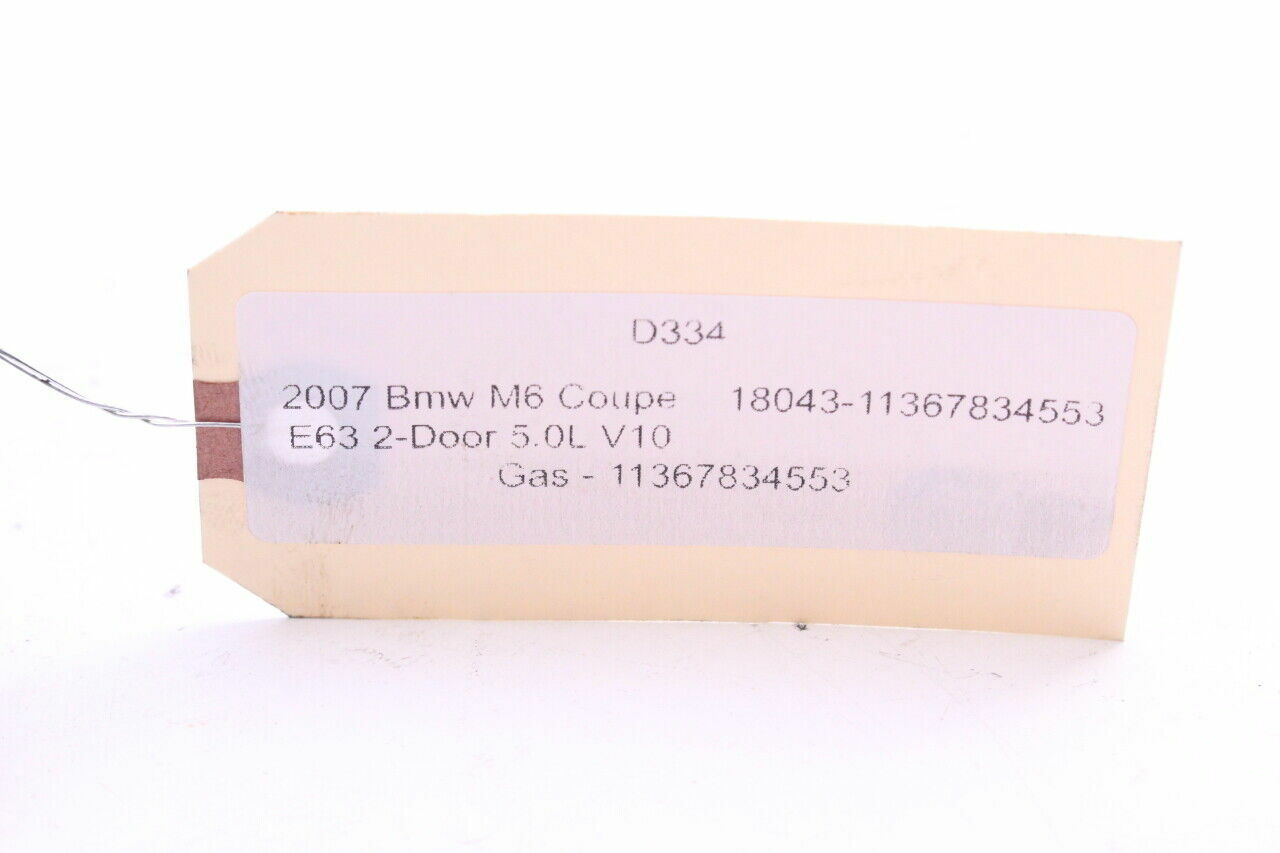 D334
2007 Bmw M6 Coupe 18043-11367834553
E63 2-Door 5.0L V10
Gas - 11367834553